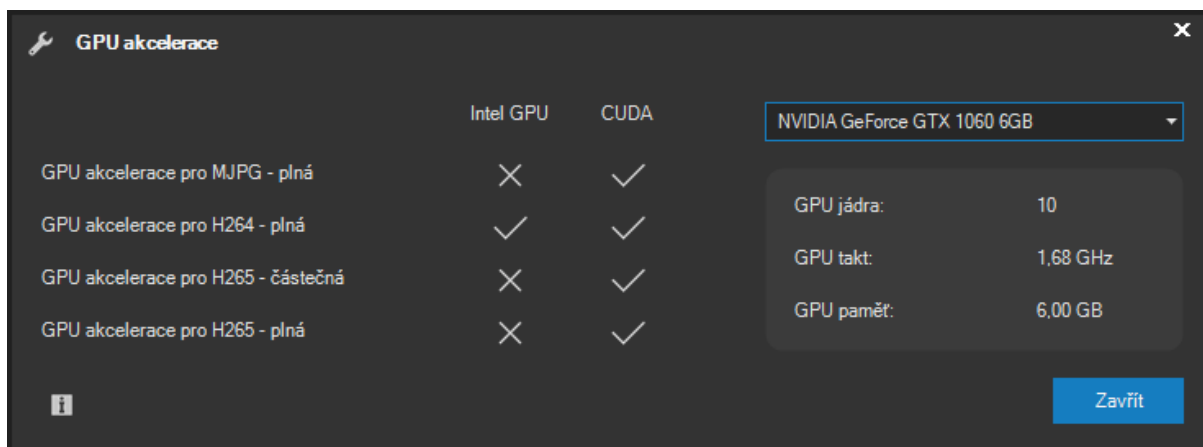 GPU akcelerace
Intel GPU CUDA
NVIDIA GeForce GTX 1060 6GB
GPU akcelerace pro MJPG - plná
GPU akcelerace pro H264 - plná
GPU akcelerace pro H265 - částečná
GPU akcelerace pro H265 - plná
GPU jádra: 10
GPU takt: 1,68 GHz
GPU paměť: 6,00 GB
Zavřít